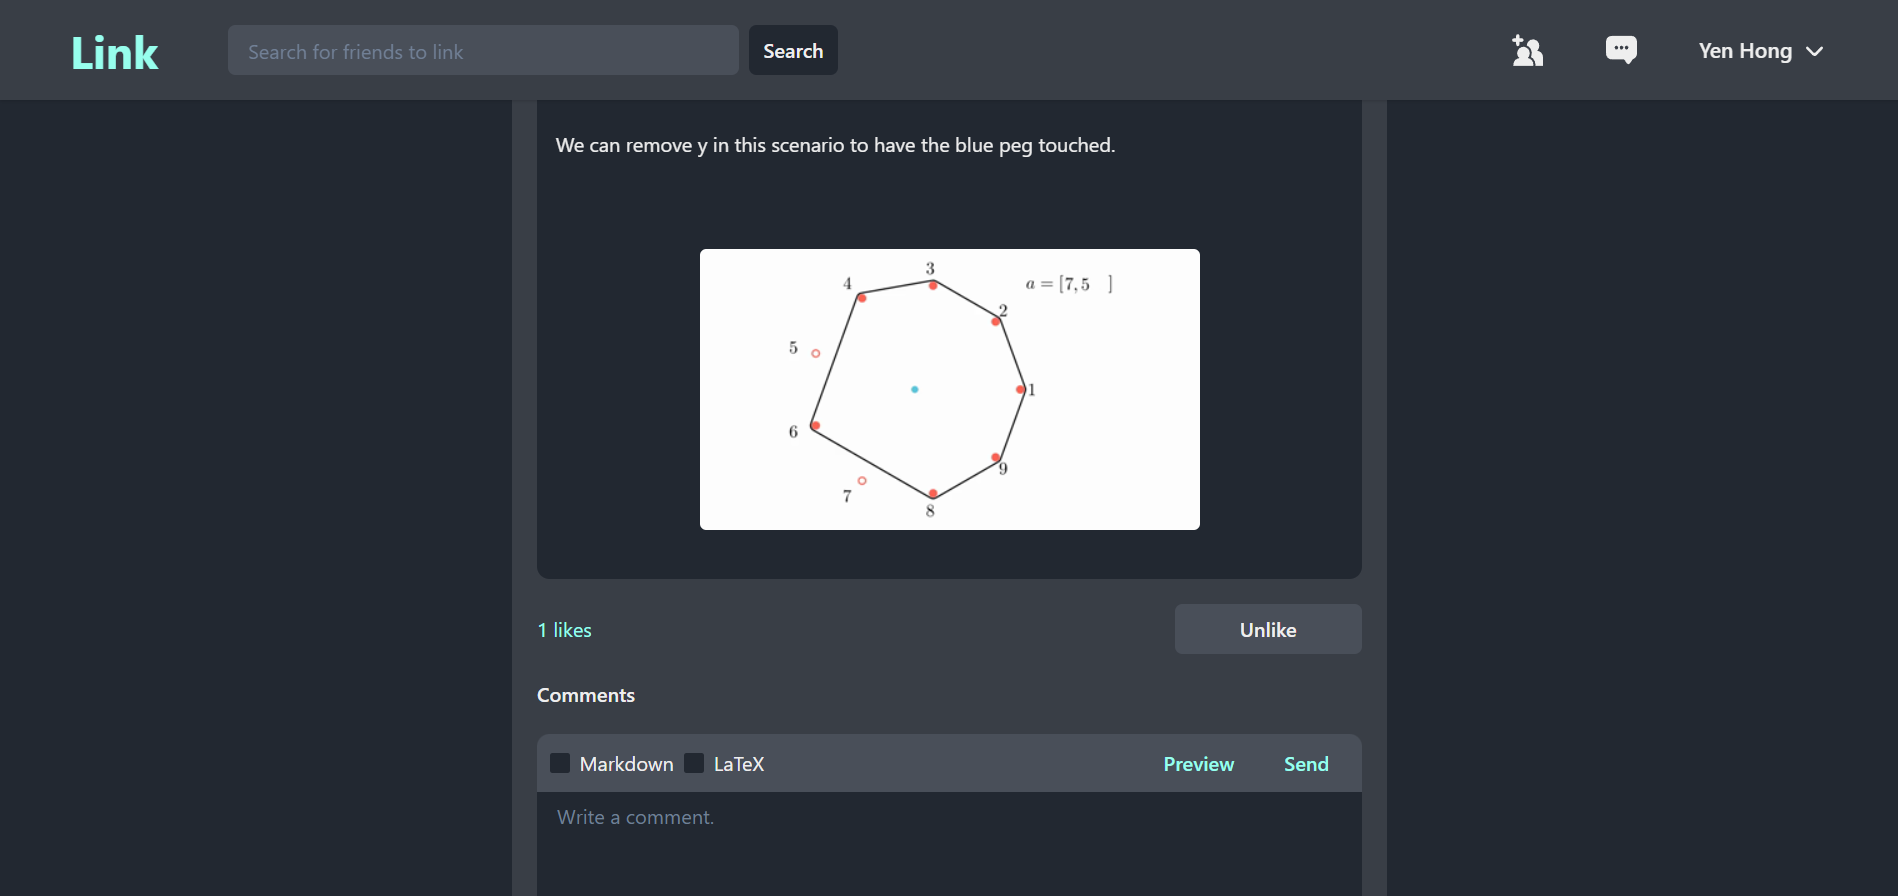 Link
Search for friends to link
Search
Yen Hong
We can remove y in this scenario to have the blue peg touched.
3
4
a = [7, 5 ]
2
5
1
6
9
7
8
1 likes
Unlike
Comments
Markdown
LaTeX
Preview
Send
Write a comment.